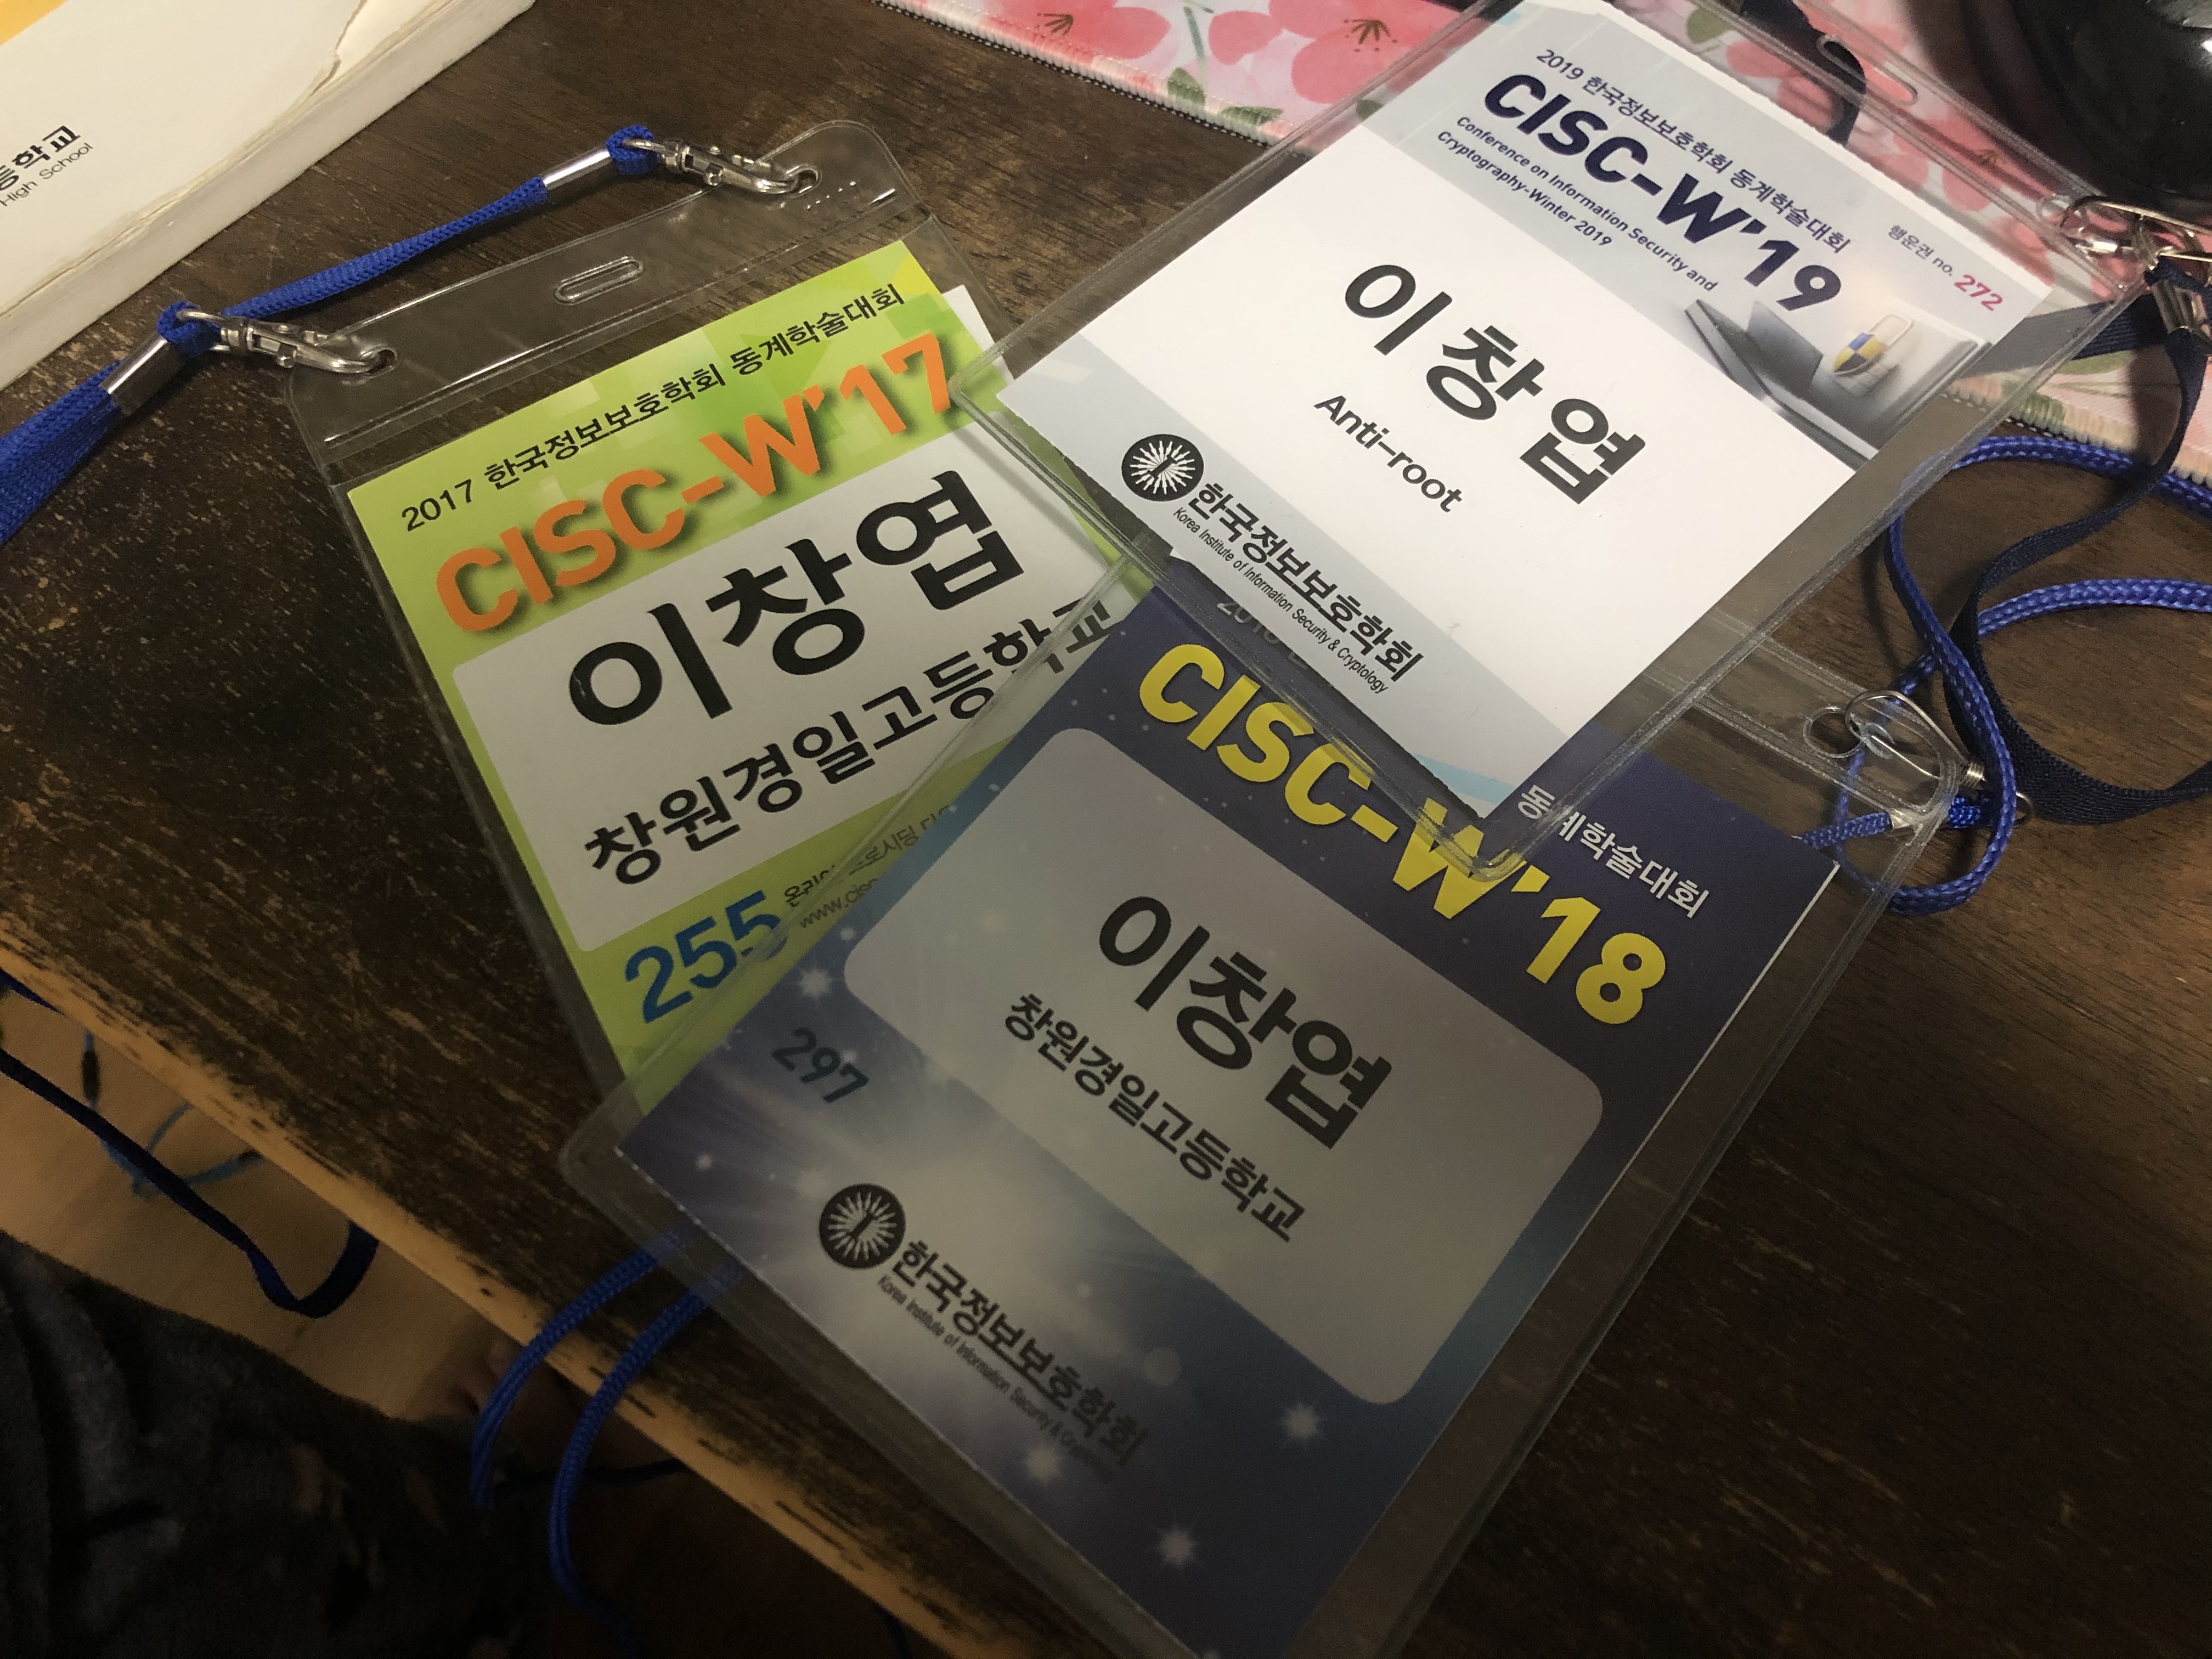 등학교
High School
2017 한국정보보호학회 동계학술대회
CISC-W'17
이창엽
창원경일고등학교
255
2019 한국정보보호학회 동계학술대회
CISC-W'19
Conference on Information Security and
Cryptography-Winter 2019
행운권 no. 272
이창엽
Anti-root
한국정보보호학회
Korea Institute of Information Security & Cryptology
동계학술대회
CISC-W'18
이창엽
창원경일고등학교
297
한국정보보호학회
Korea Institute of Information Security &